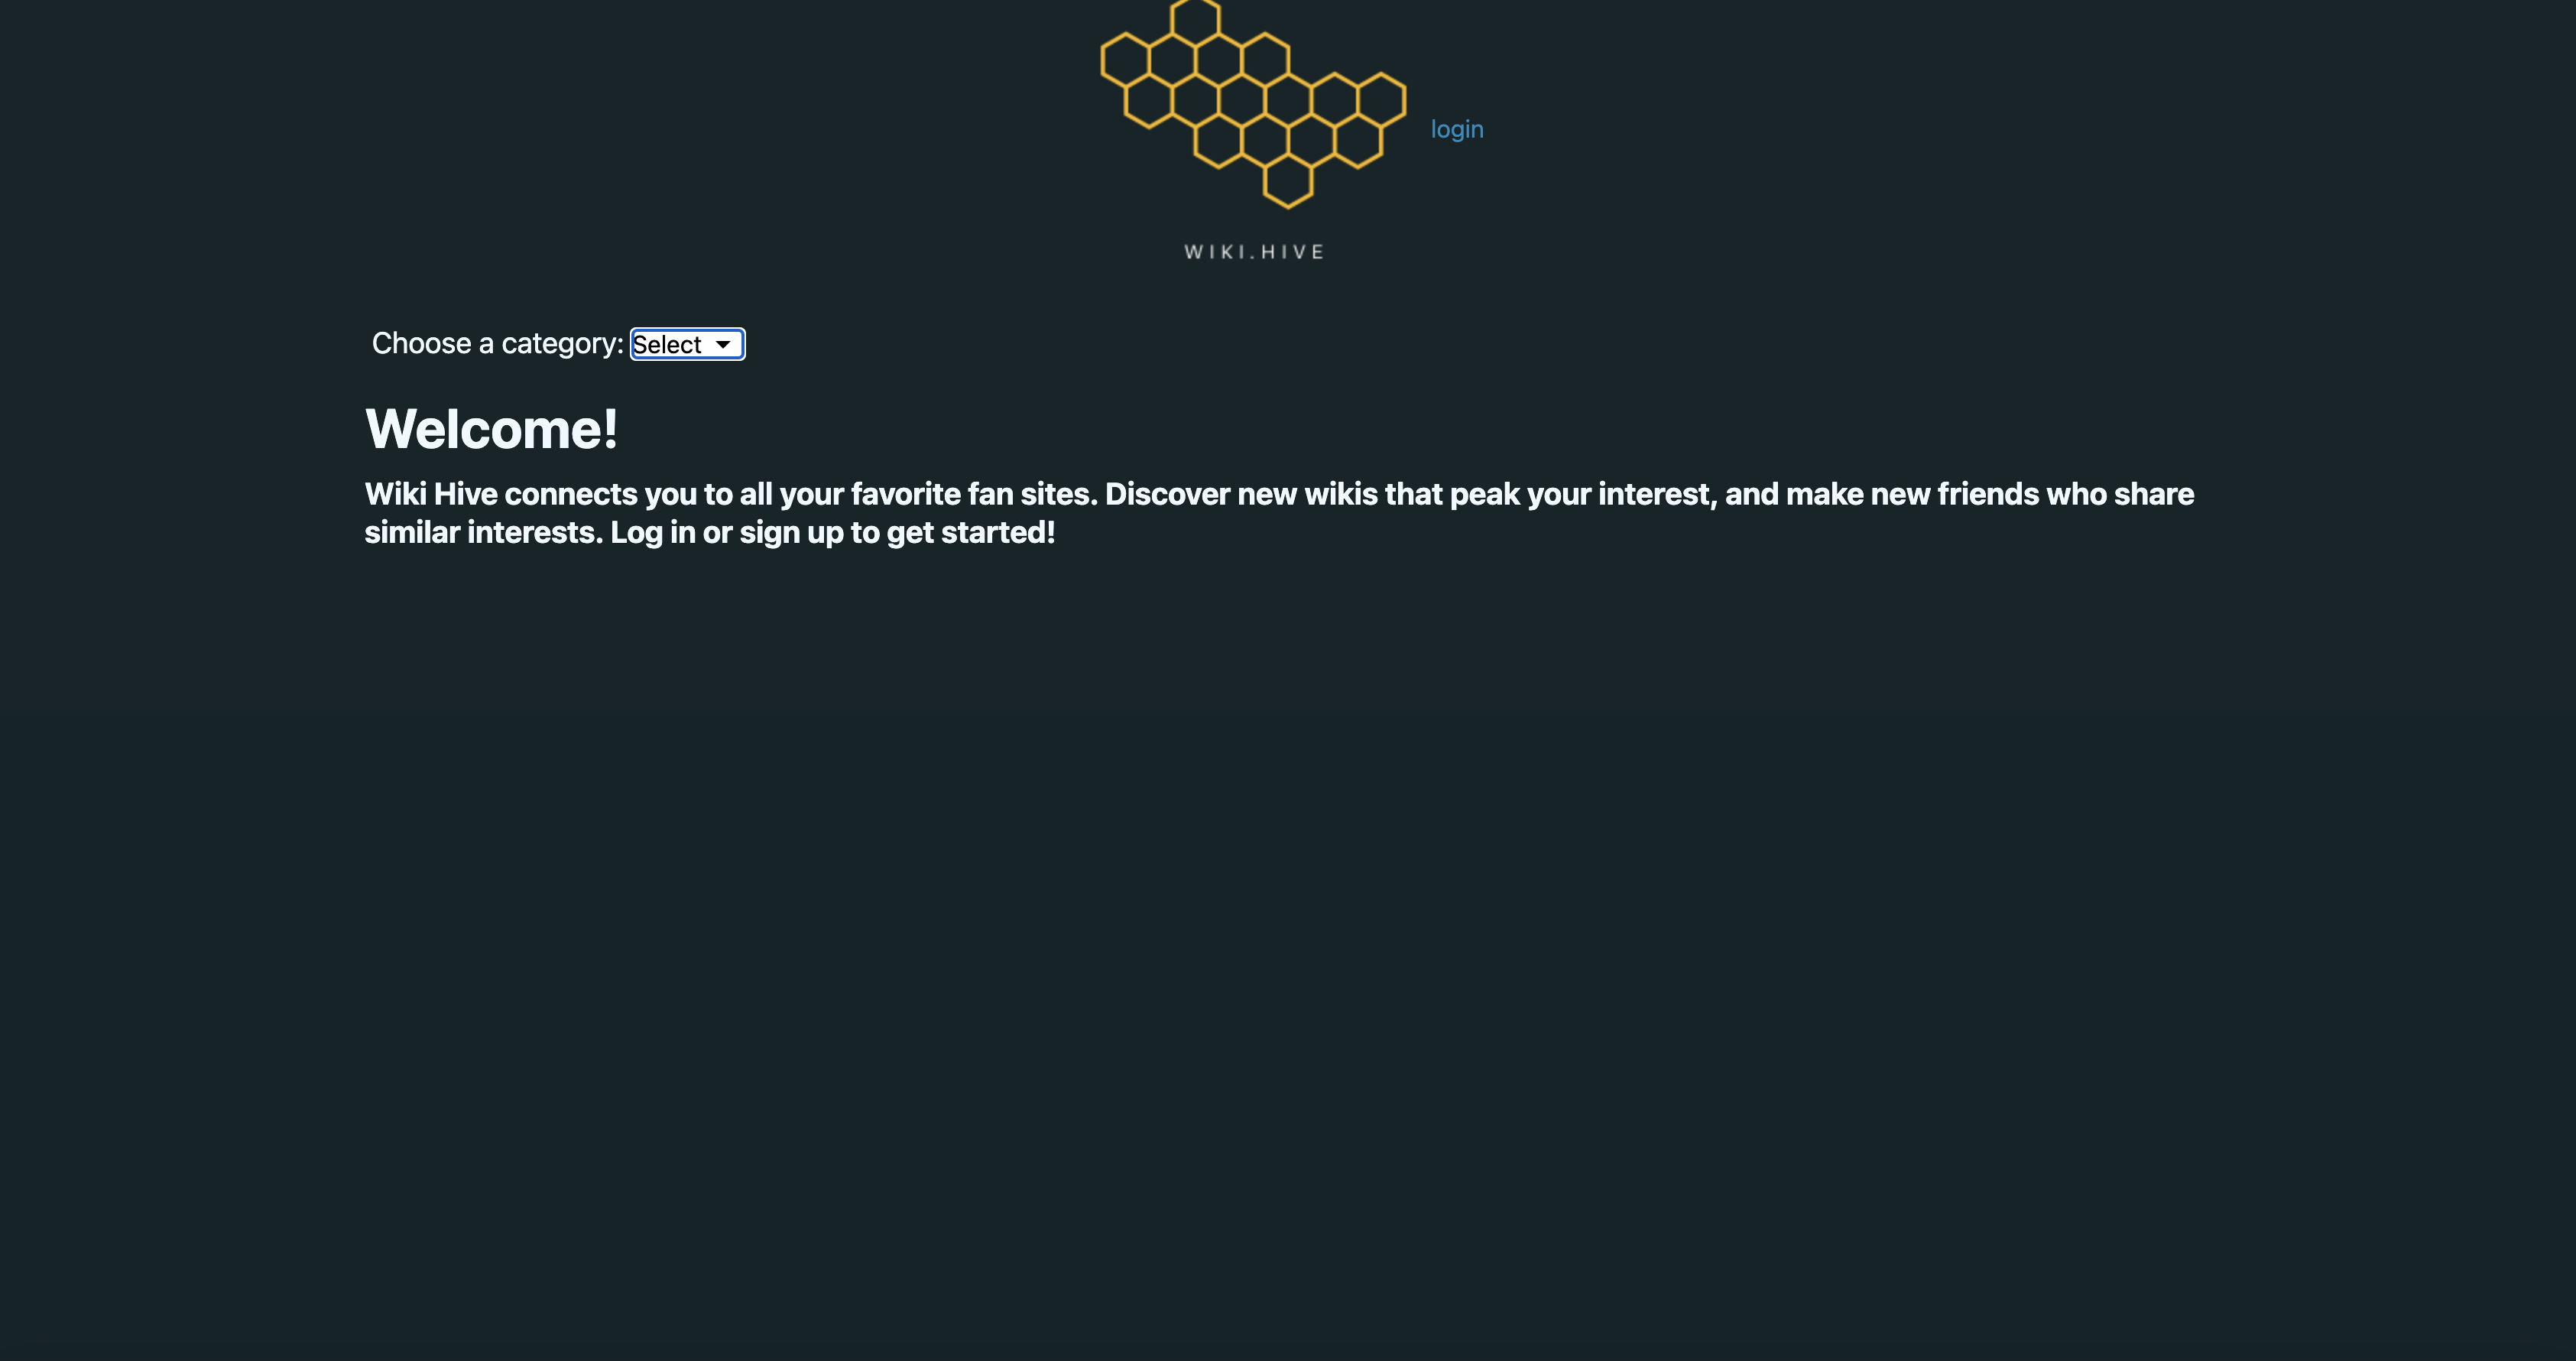 login
WIKI.HIVE
Choose a category: Select
Welcome!
Wiki Hive connects you to all your favorite fan sites. Discover new wikis that peak your interest, and make new friends who share
similar interests. Log in or sign up to get started!